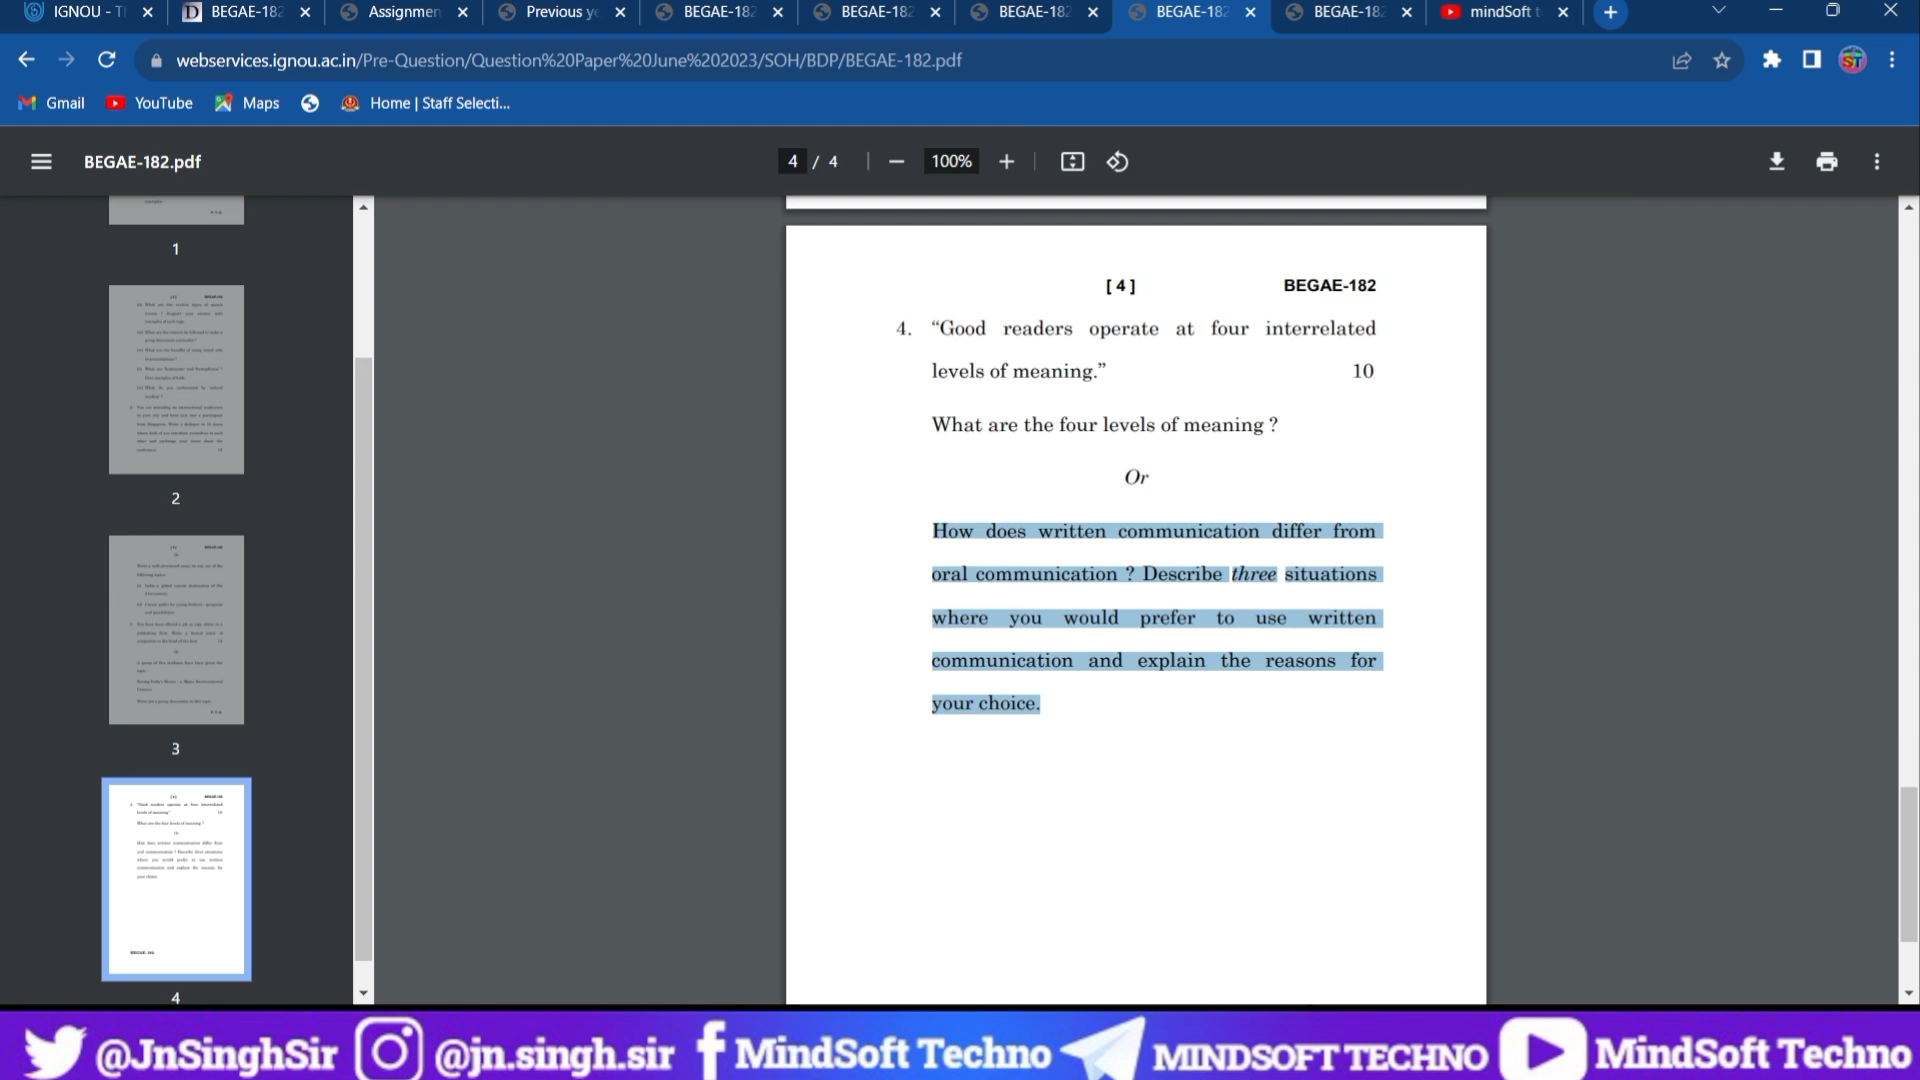 IGNOU - T
BEGAE-182
Assignmen
Previous ye
BEGAE-182
BEGAE-182
BEGAE-182
BEGAE-182
BEGAE-182
mindSoft t
webservices.ignou.ac.in/Pre-Question/Question%20Paper%20June%202023/SOH/BDP/BEGAE-182.pdf
Gmail
YouTube
Maps
Home | Staff Selecti...
BEGAE-182.pdf
4 / 4
100%
1
2
3
4
[ 4 ] BEGAE-182
4. “Good readers operate at four interrelated
levels of meaning.” 10
What are the four levels of meaning ?
Or
How does written communication differ from
oral communication ? Describe three situations
where you would prefer to use written
communication and explain the reasons for
your choice.
@JnSinghSir @jn.singh.sir MindSoft Techno MINDSOFT TECHNO MindSoft Techno